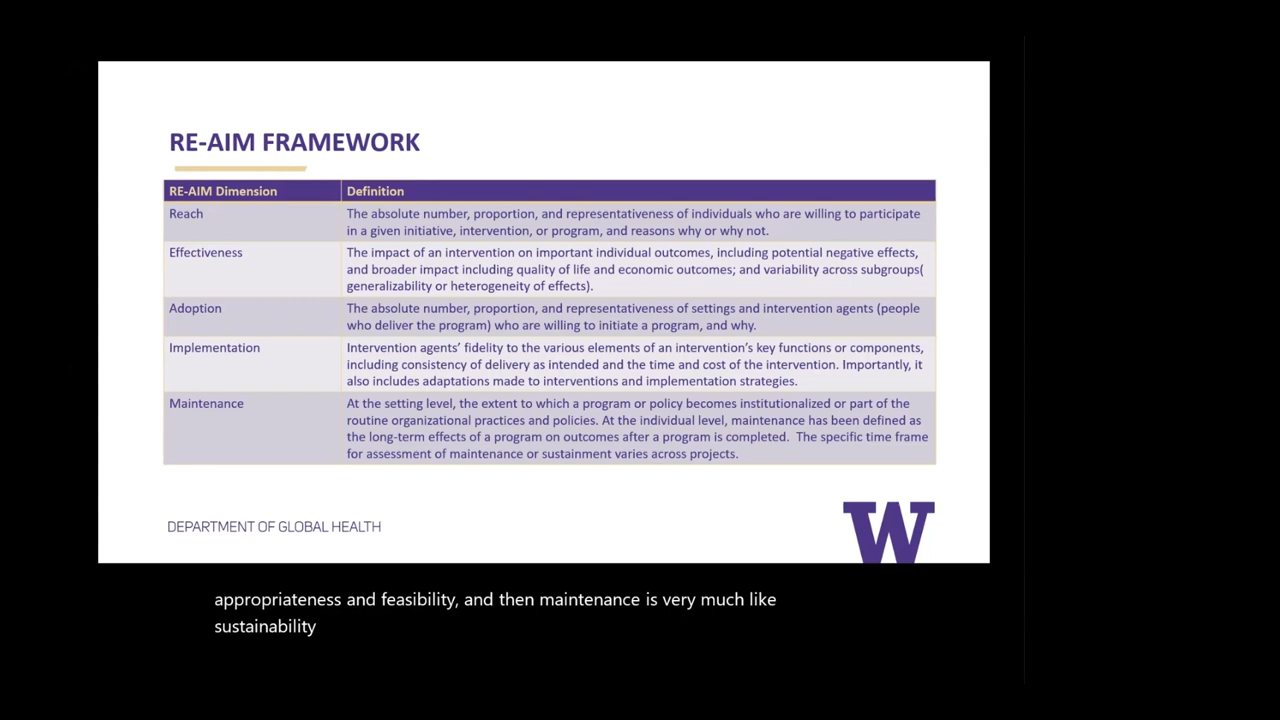 RE-AIM FRAMEWORK
RE-AIM Dimension
Definition
Reach
The absolute number, proportion, and representativeness of individuals who are willing to participate
in a given initiative, intervention, or program, and reasons why or why not.
Effectiveness
The impact of an intervention on important individual outcomes, including potential negative effects,
and broader impact including quality of life and economic outcomes; and variability across subgroups(
generalizability or heterogeneity of effects).
Adoption
The absolute number, proportion, and representativeness of settings and intervention agents (people
who deliver the program) who are willing to initiate a program, and why.
Implementation
Intervention agents’ fidelity to the various elements of an intervention’s key functions or components,
including consistency of delivery as intended and the time and cost of the intervention. Importantly, it
also includes adaptations made to interventions and implementation strategies.
Maintenance
At the setting level, the extent to which a program or policy becomes institutionalized or part of the
routine organizational practices and policies. At the individual level, maintenance has been defined as
the long-term effects of a program on outcomes after a program is completed.  The specific time frame
for assessment of maintenance or sustainment varies across projects.
DEPARTMENT OF GLOBAL HEALTH
W
appropriateness and feasibility, and then maintenance is very much like
sustainability